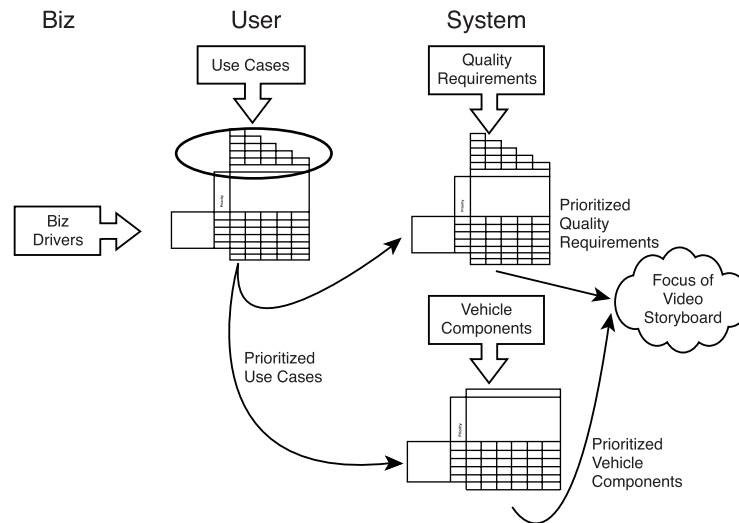 Biz
User
System
Use Cases
Quality
Requirements
Priority
Priority
Biz
Drivers
Prioritized
Quality
Requirements
Focus of
Video
Storyboard
Vehicle
Components
Prioritized
Use Cases
Priority
Prioritized
Vehicle
Components